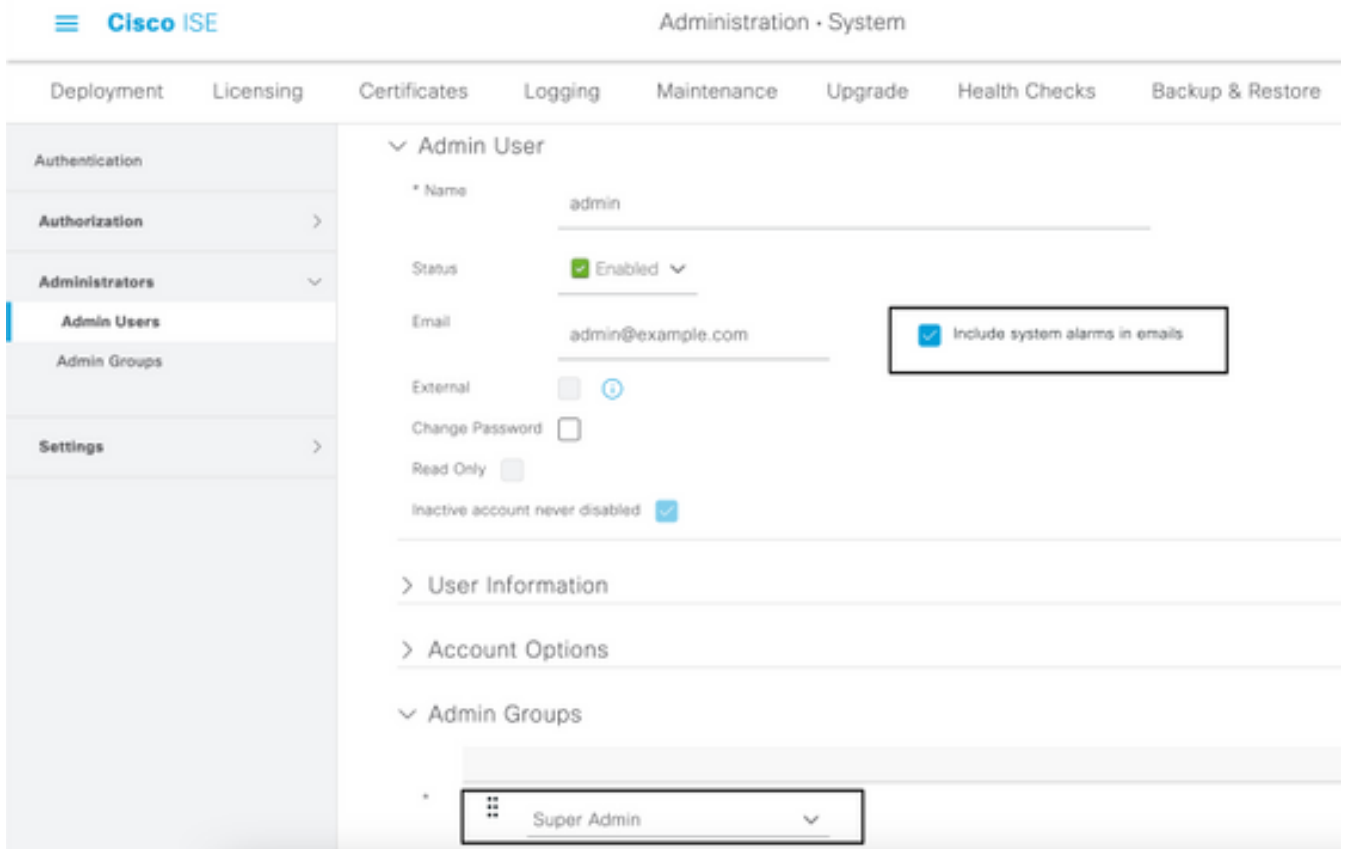 Cisco ISE
Administration · System
Deployment Licensing Certificates Logging Maintenance Upgrade Health Checks Backup & Restore
Authentication
Authorization
Administrators
Admin Users
Admin Groups
Settings
Admin User
* Name
admin
Status
Enabled
Email
admin@example.com
Include system alarms in emails
External
Change Password
Read Only
Inactive account never disabled
User Information
Account Options
Admin Groups
*
Super Admin